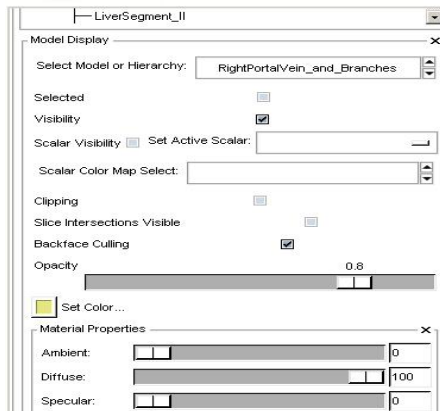 LiverSegment_II
Model Display
Select Model or Hierarchy: RightPortalVein_and_Branches
Selected
Visibility
Scalar Visibility Set Active Scalar:
Scalar Color Map Select:
Clipping
Slice Intersections Visible
Backface Culling
Opacity 0.8
Set Color...
Material Properties
Ambient: 0
Diffuse: 100
Specular: 0